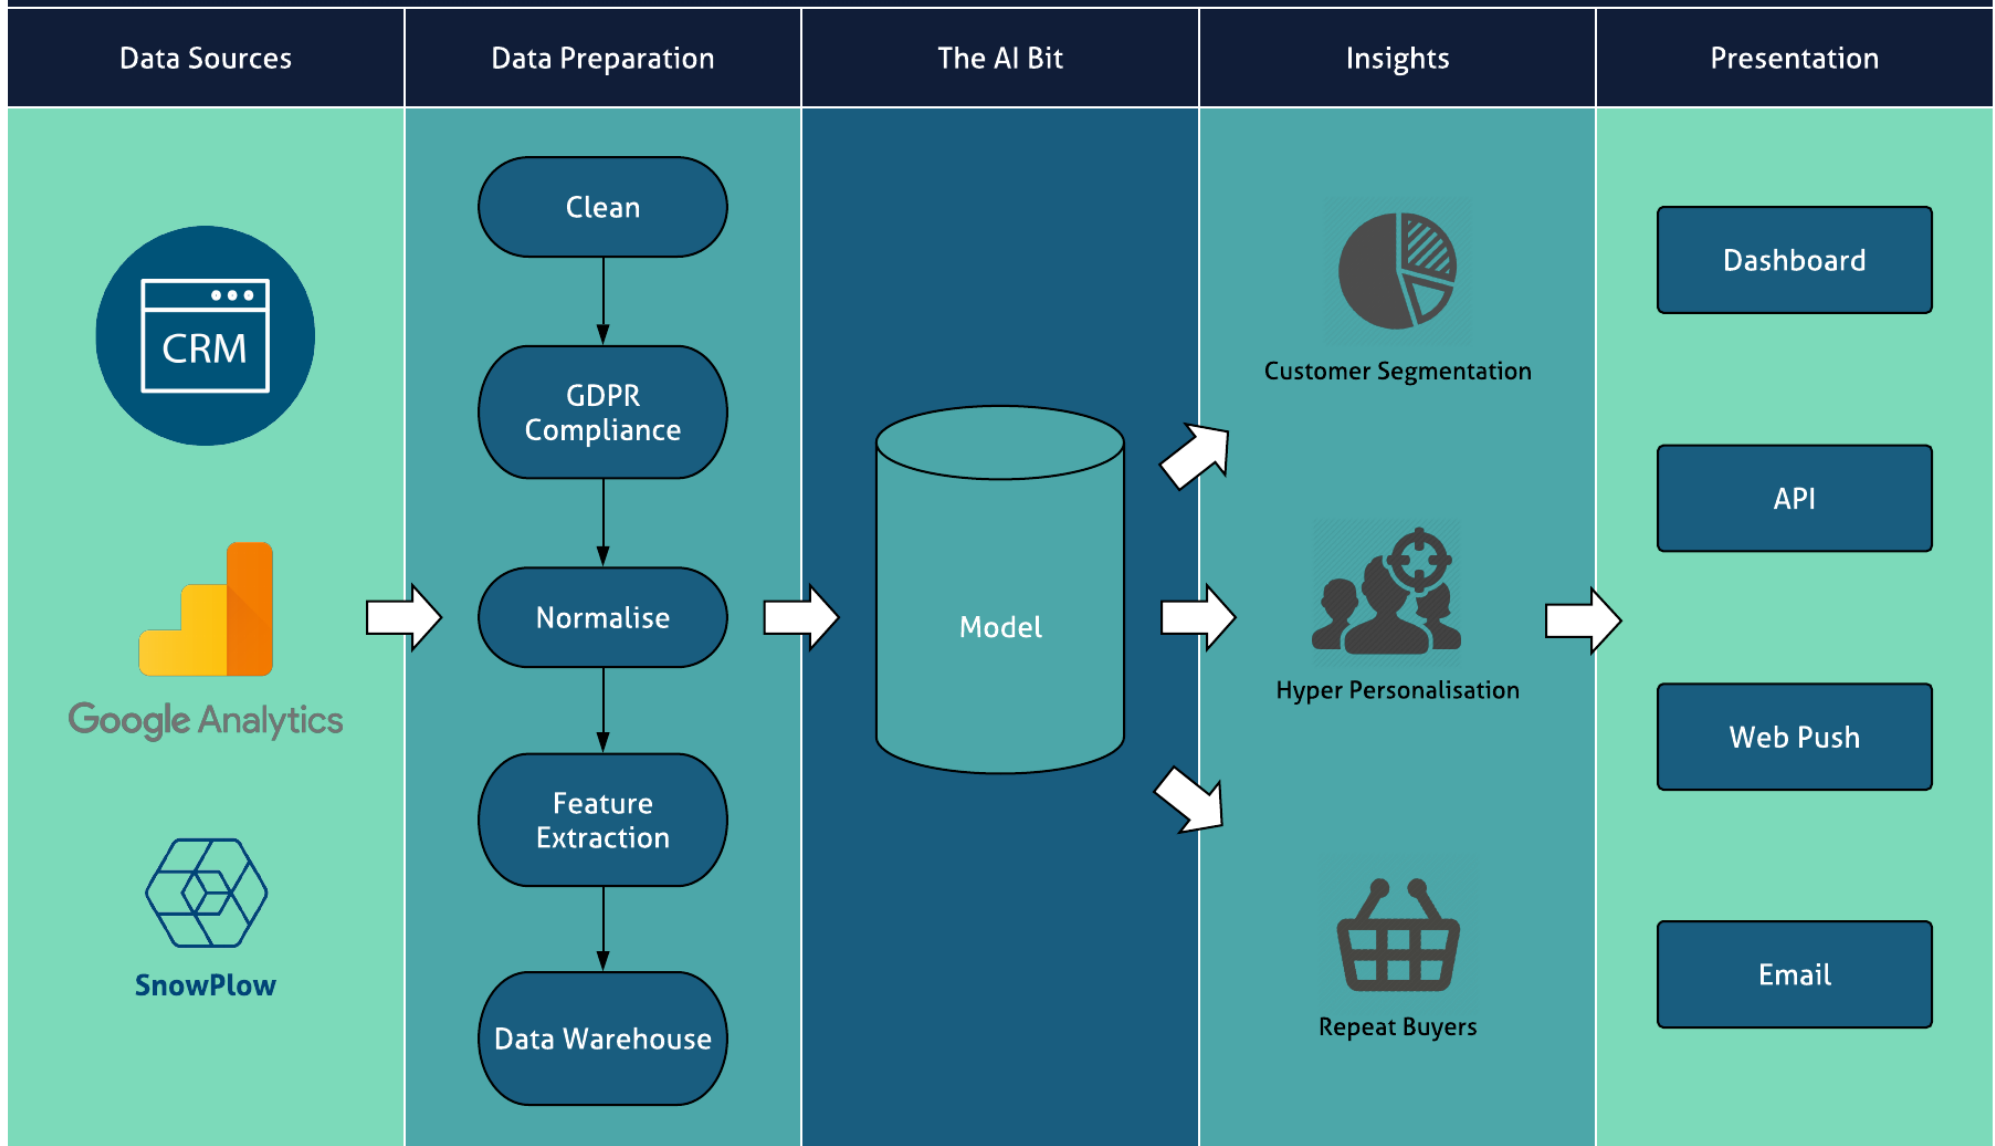 Data Sources
Data Preparation
The AI Bit
Insights
Presentation
CRM
Google Analytics
SnowPlow
Clean
GDPR
Compliance
Normalise
Feature
Extraction
Data Warehouse
Model
Customer Segmentation
Hyper Personalisation
Repeat Buyers
Dashboard
API
Web Push
Email